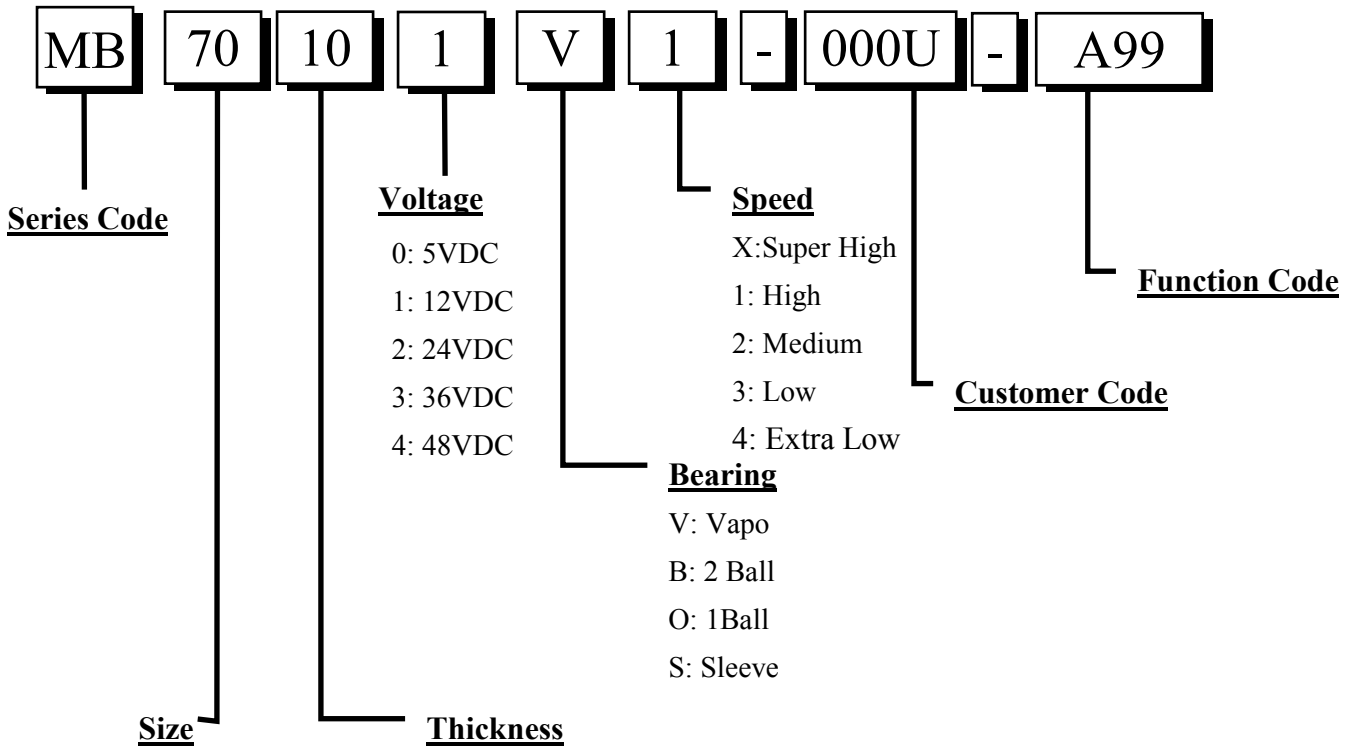 MB 70 10 1 V 1 - 000U - A99
Series Code
Voltage
0: 5VDC
1: 12VDC
2: 24VDC
3: 36VDC
4: 48VDC
Speed
X:Super High
1: High
2: Medium
3: Low
4: Extra Low
Function Code
Customer Code
Bearing
V: Vapo
B: 2 Ball
O: 1Ball
S: Sleeve
Size
Thickness